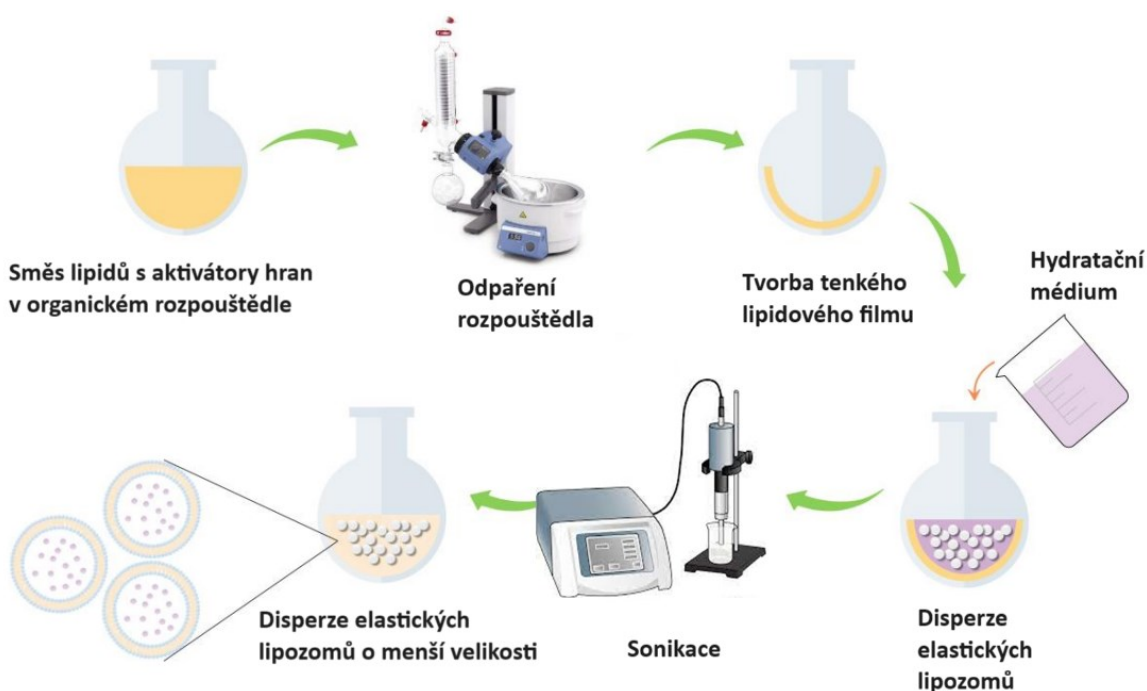 Směs lipidů s aktivátory hran
v organickém rozpouštědle
Odpaření
rozpouštědla
Tvorba tenkého
lipidového filmu
Hydratační
médium
Disperze
elastických
lipozomů
Sonikace
Disperze elastických
lipozomů o menší velikosti